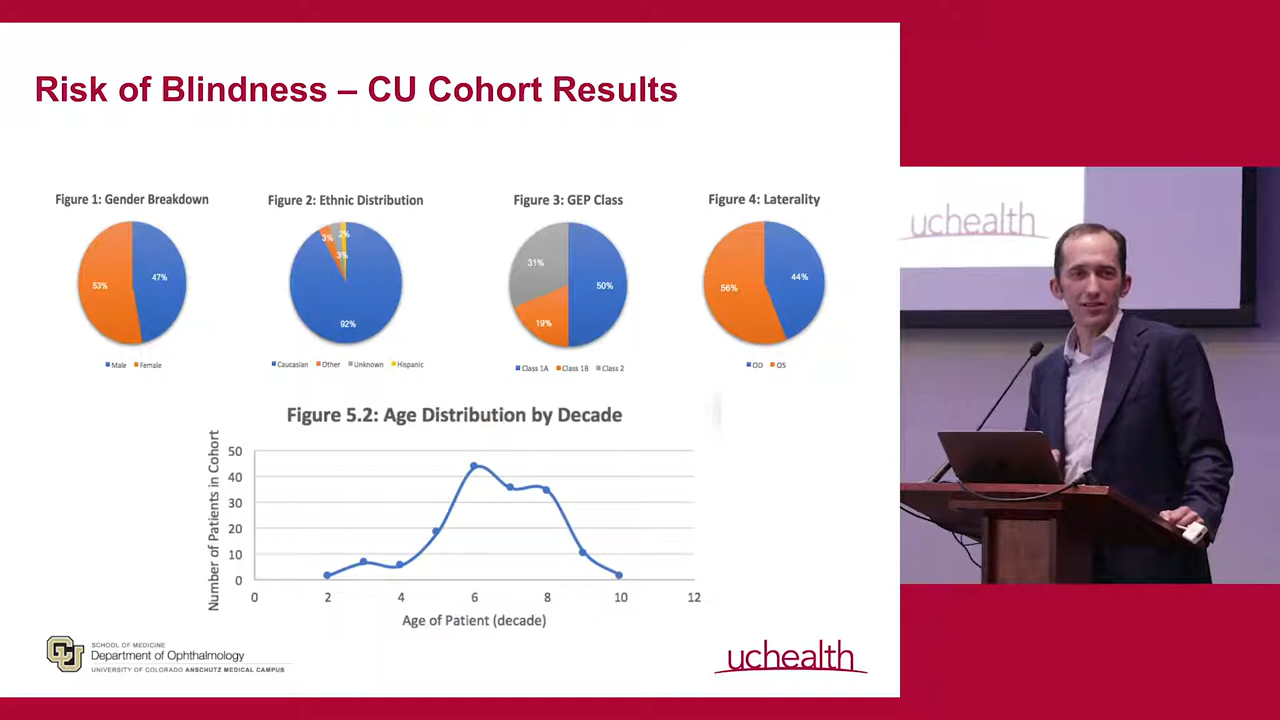 Risk of Blindness – CU Cohort Results
Figure 1: Gender Breakdown
47%
53%
Male Female
Figure 2: Ethnic Distribution
3%
2%
3%
92%
Caucasian Other Unknown Hispanic
Figure 3: GEP Class
31%
50%
19%
Class 1A Class 1B Class 2
Figure 4: Laterality
44%
56%
OD OS
Figure 5.2: Age Distribution by Decade
Number of Patients in Cohort
50
40
30
20
10
0
0 2 4 6 8 10 12
Age of Patient (decade)
CU
SCHOOL OF MEDICINE
Department of Ophthalmology
UNIVERSITY OF COLORADO ANSCHUTZ MEDICAL CAMPUS
uchealth
uchealth